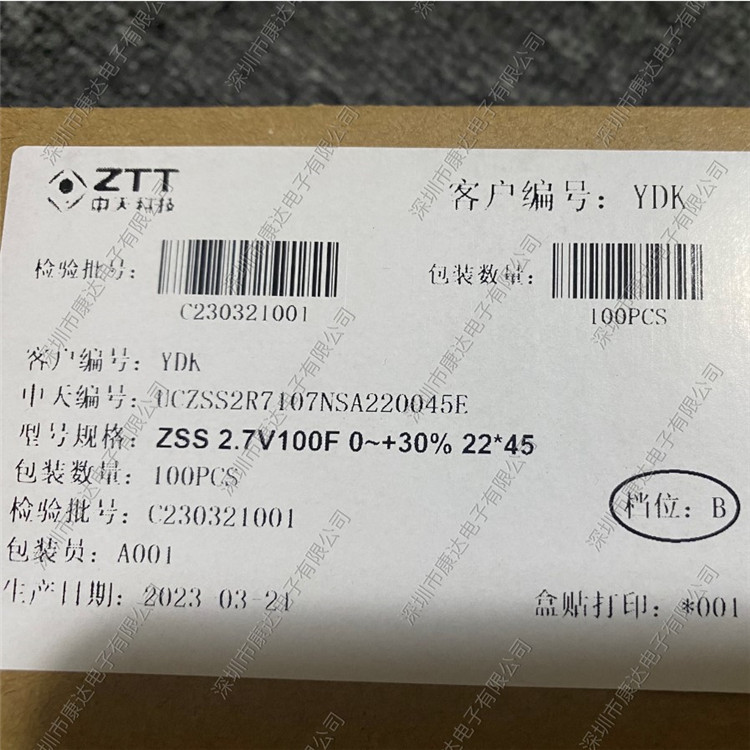 ZTT
中天科技
客户编号：YDK
检验批号：
C230321001
包装数量：
100PCS
客户编号：YDK
中天编号：UCZSS2R7107NSA220045E
型号规格：ZSS 2.7V100F 0~+30% 22*45
包装数量：100PCS
检验批号：C230321001
档位：B
包装员：A001
生产日期：2023-03-21
盒贴打印：*001
深圳市康达电子有限公司